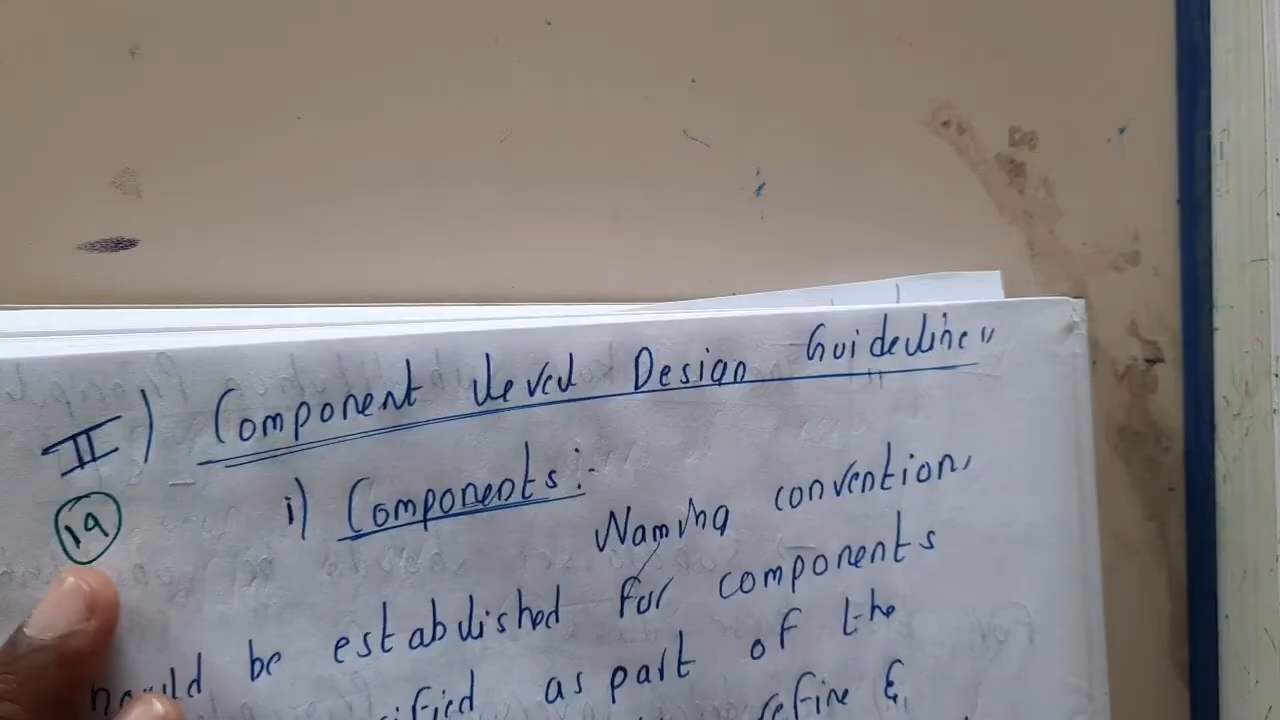 II) Component Level Design Guidelines
19
i) Components:-
Naming convention,
be established for components
as part of the
&